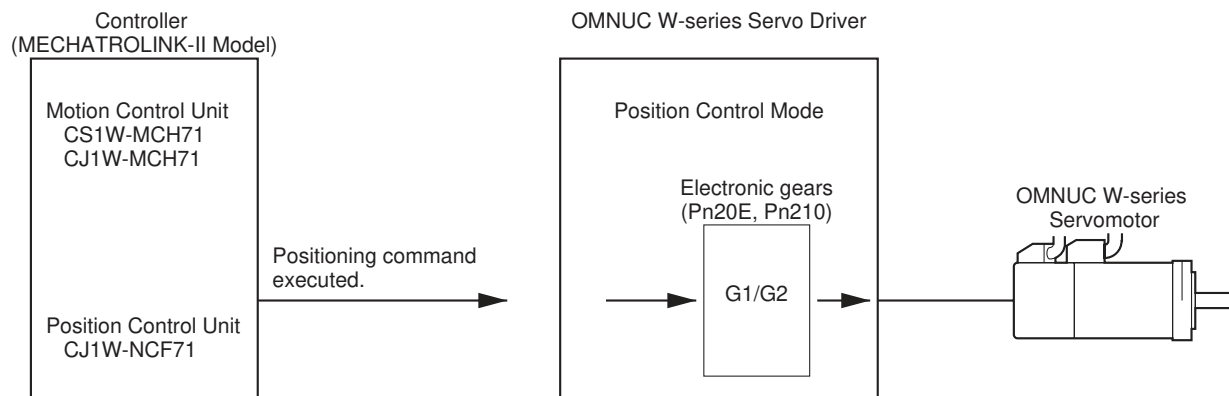 Controller
(MECHATROLINK-II Model)
Motion Control Unit
CS1W-MCH71
CJ1W-MCH71
Position Control Unit
CJ1W-NCF71
Positioning command
executed.
OMNUC W-series Servo Driver
Position Control Mode
Electronic gears
(Pn20E, Pn210)
G1/G2
OMNUC W-series
Servomotor